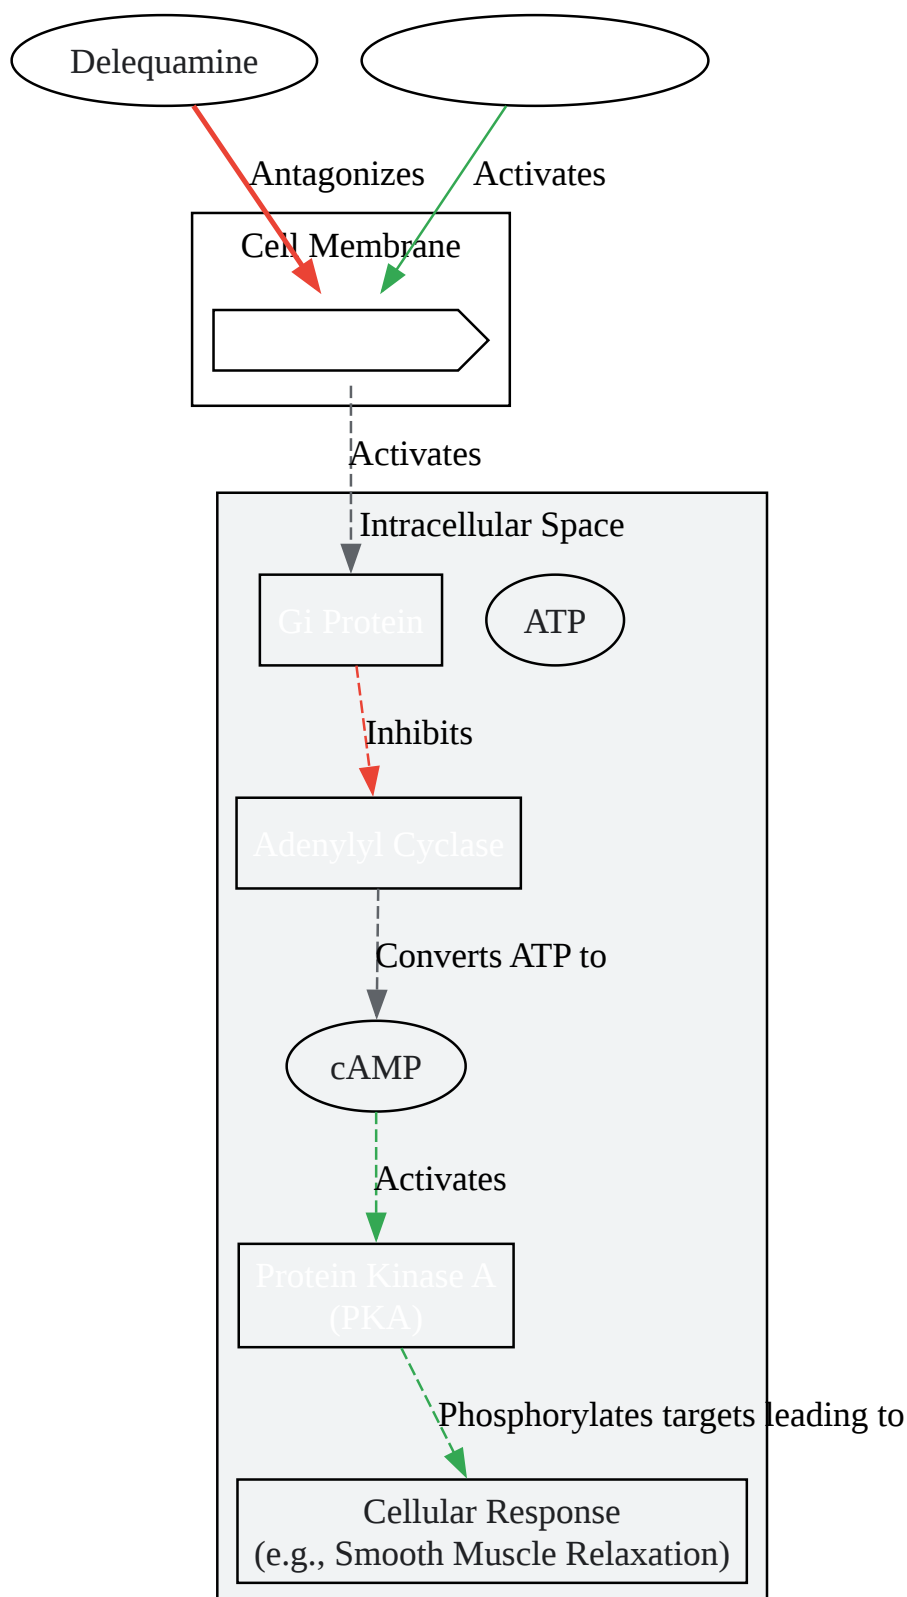 Delequamine
Antagonizes
Activates
Cell Membrane
Activates
Intracellular Space
Gi Protein
ATP
Inhibits
Adenylyl Cyclase
Converts ATP to
cAMP
Activates
Protein Kinase A
(PKA)
Phosphorylates targets leading to
Cellular Response
(e.g., Smooth Muscle Relaxation)